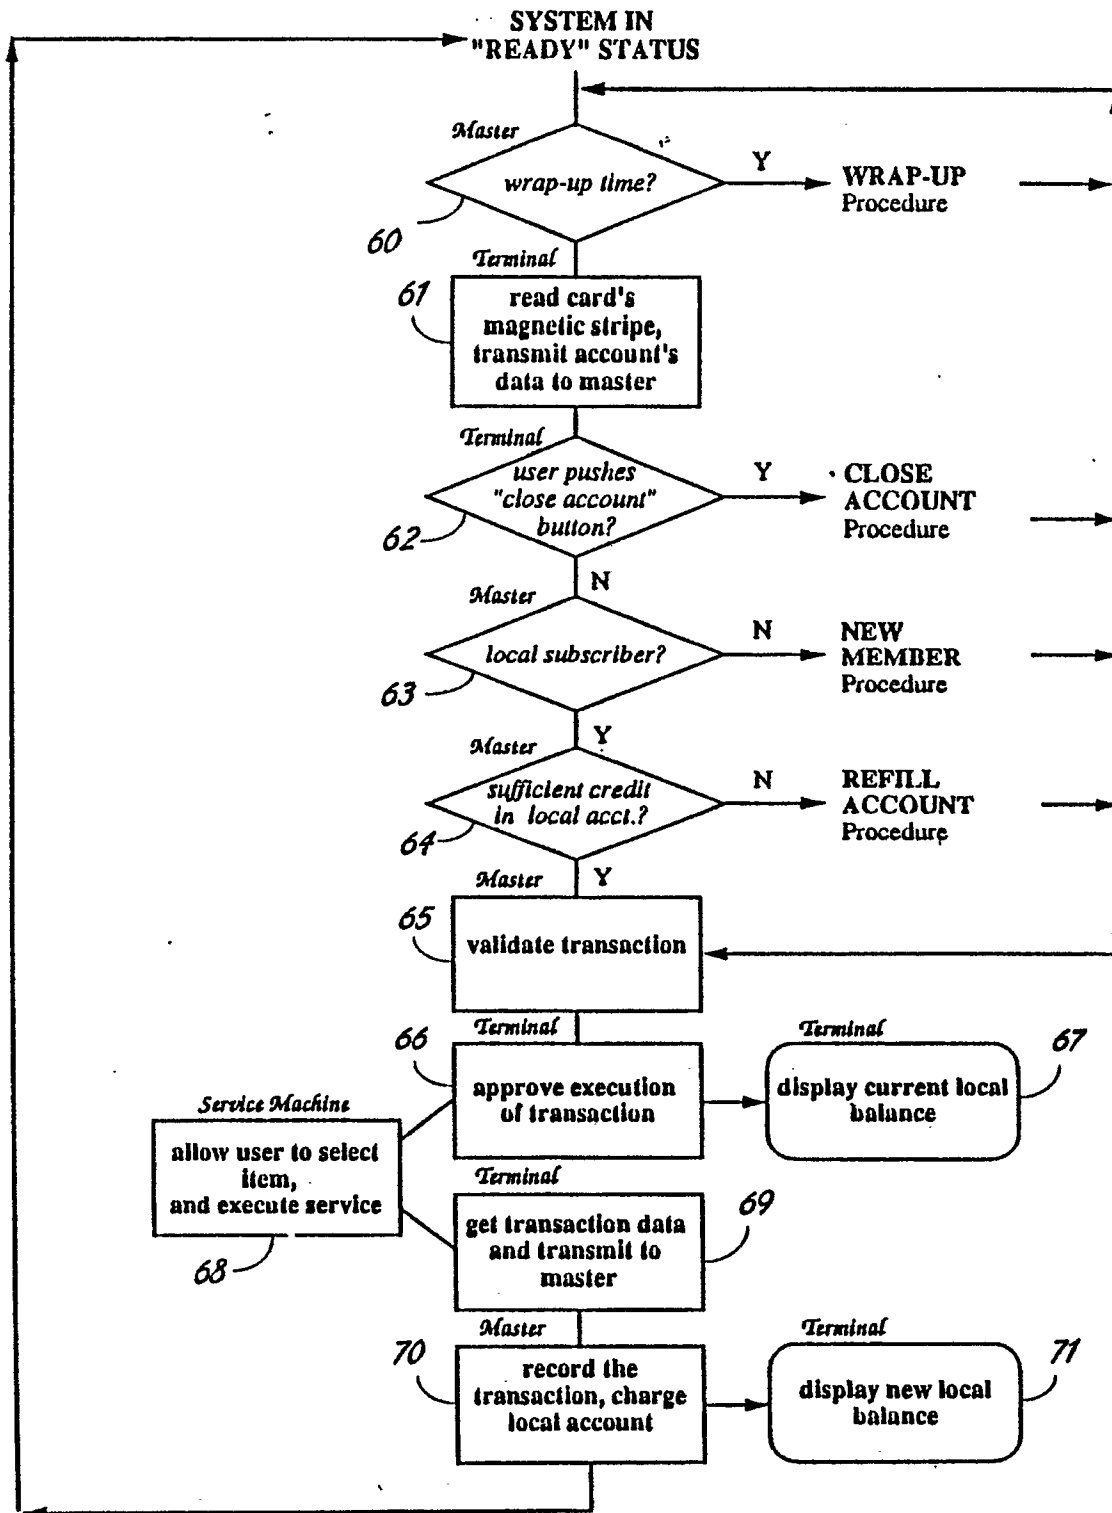 SYSTEM IN
"READY" STATUS
Master
wrap-up time?
Y
WRAP-UP
Procedure
60
Terminal
61
read card's
magnetic stripe,
transmit account's
data to master
Terminal
user pushes
"close account"
button?
Y
CLOSE
ACCOUNT
Procedure
62
N
Master
local subscriber?
N
NEW
MEMBER
Procedure
63
Y
Master
sufficient credit
in local acct.?
N
REFILL
ACCOUNT
Procedure
64
Y
Master
65
validate transaction
Terminal
66
approve execution
of transaction
Terminal
67
display current local
balance
Service Machine
allow user to select
item,
and execute service
68
Terminal
69
get transaction data
and transmit to
master
Master
70
record the
transaction, charge
local account
Terminal
71
display new local
balance